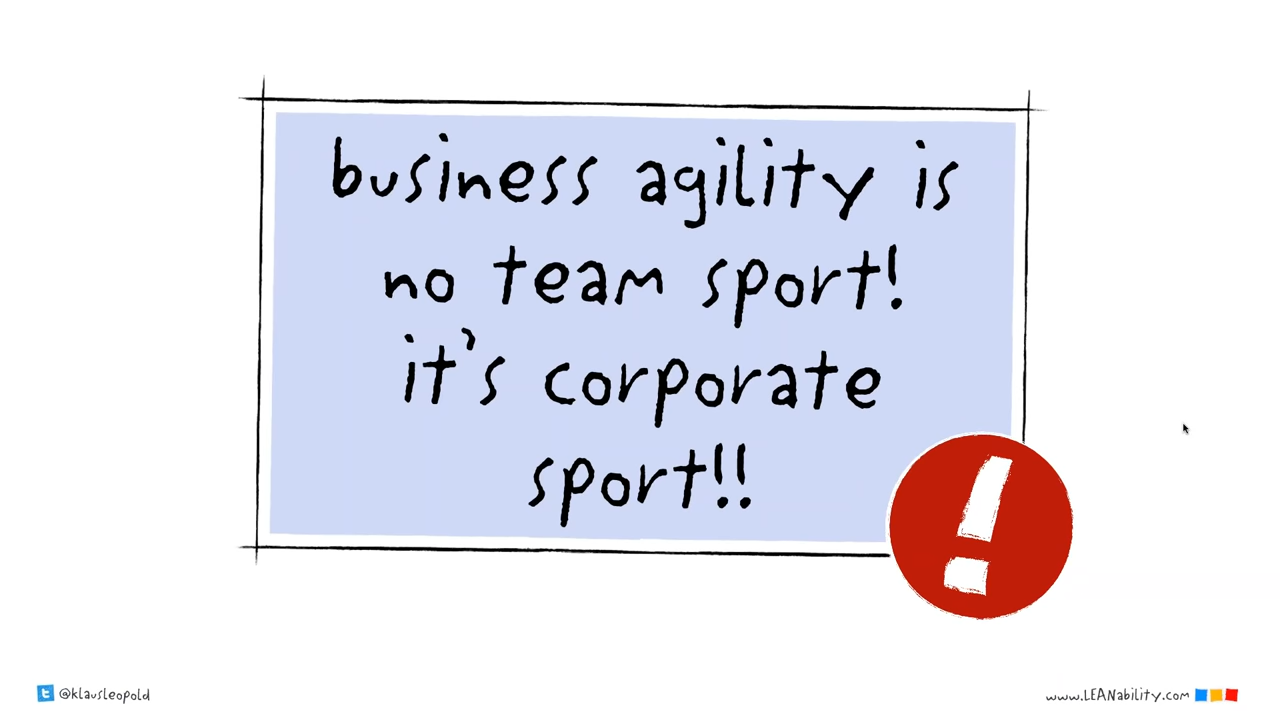 business agility is
no team sport!
it's corporate
sport!!
!
@klausleopold
www.LEANability.com